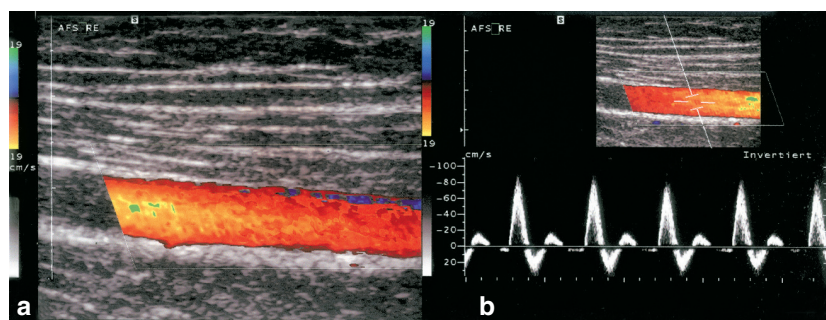 S
AFS RE
19
19
cm/s
a
S
AFS RE
19
19
cm/s
Invertiert
-100
-80
-60
-40
-20
0
20
b